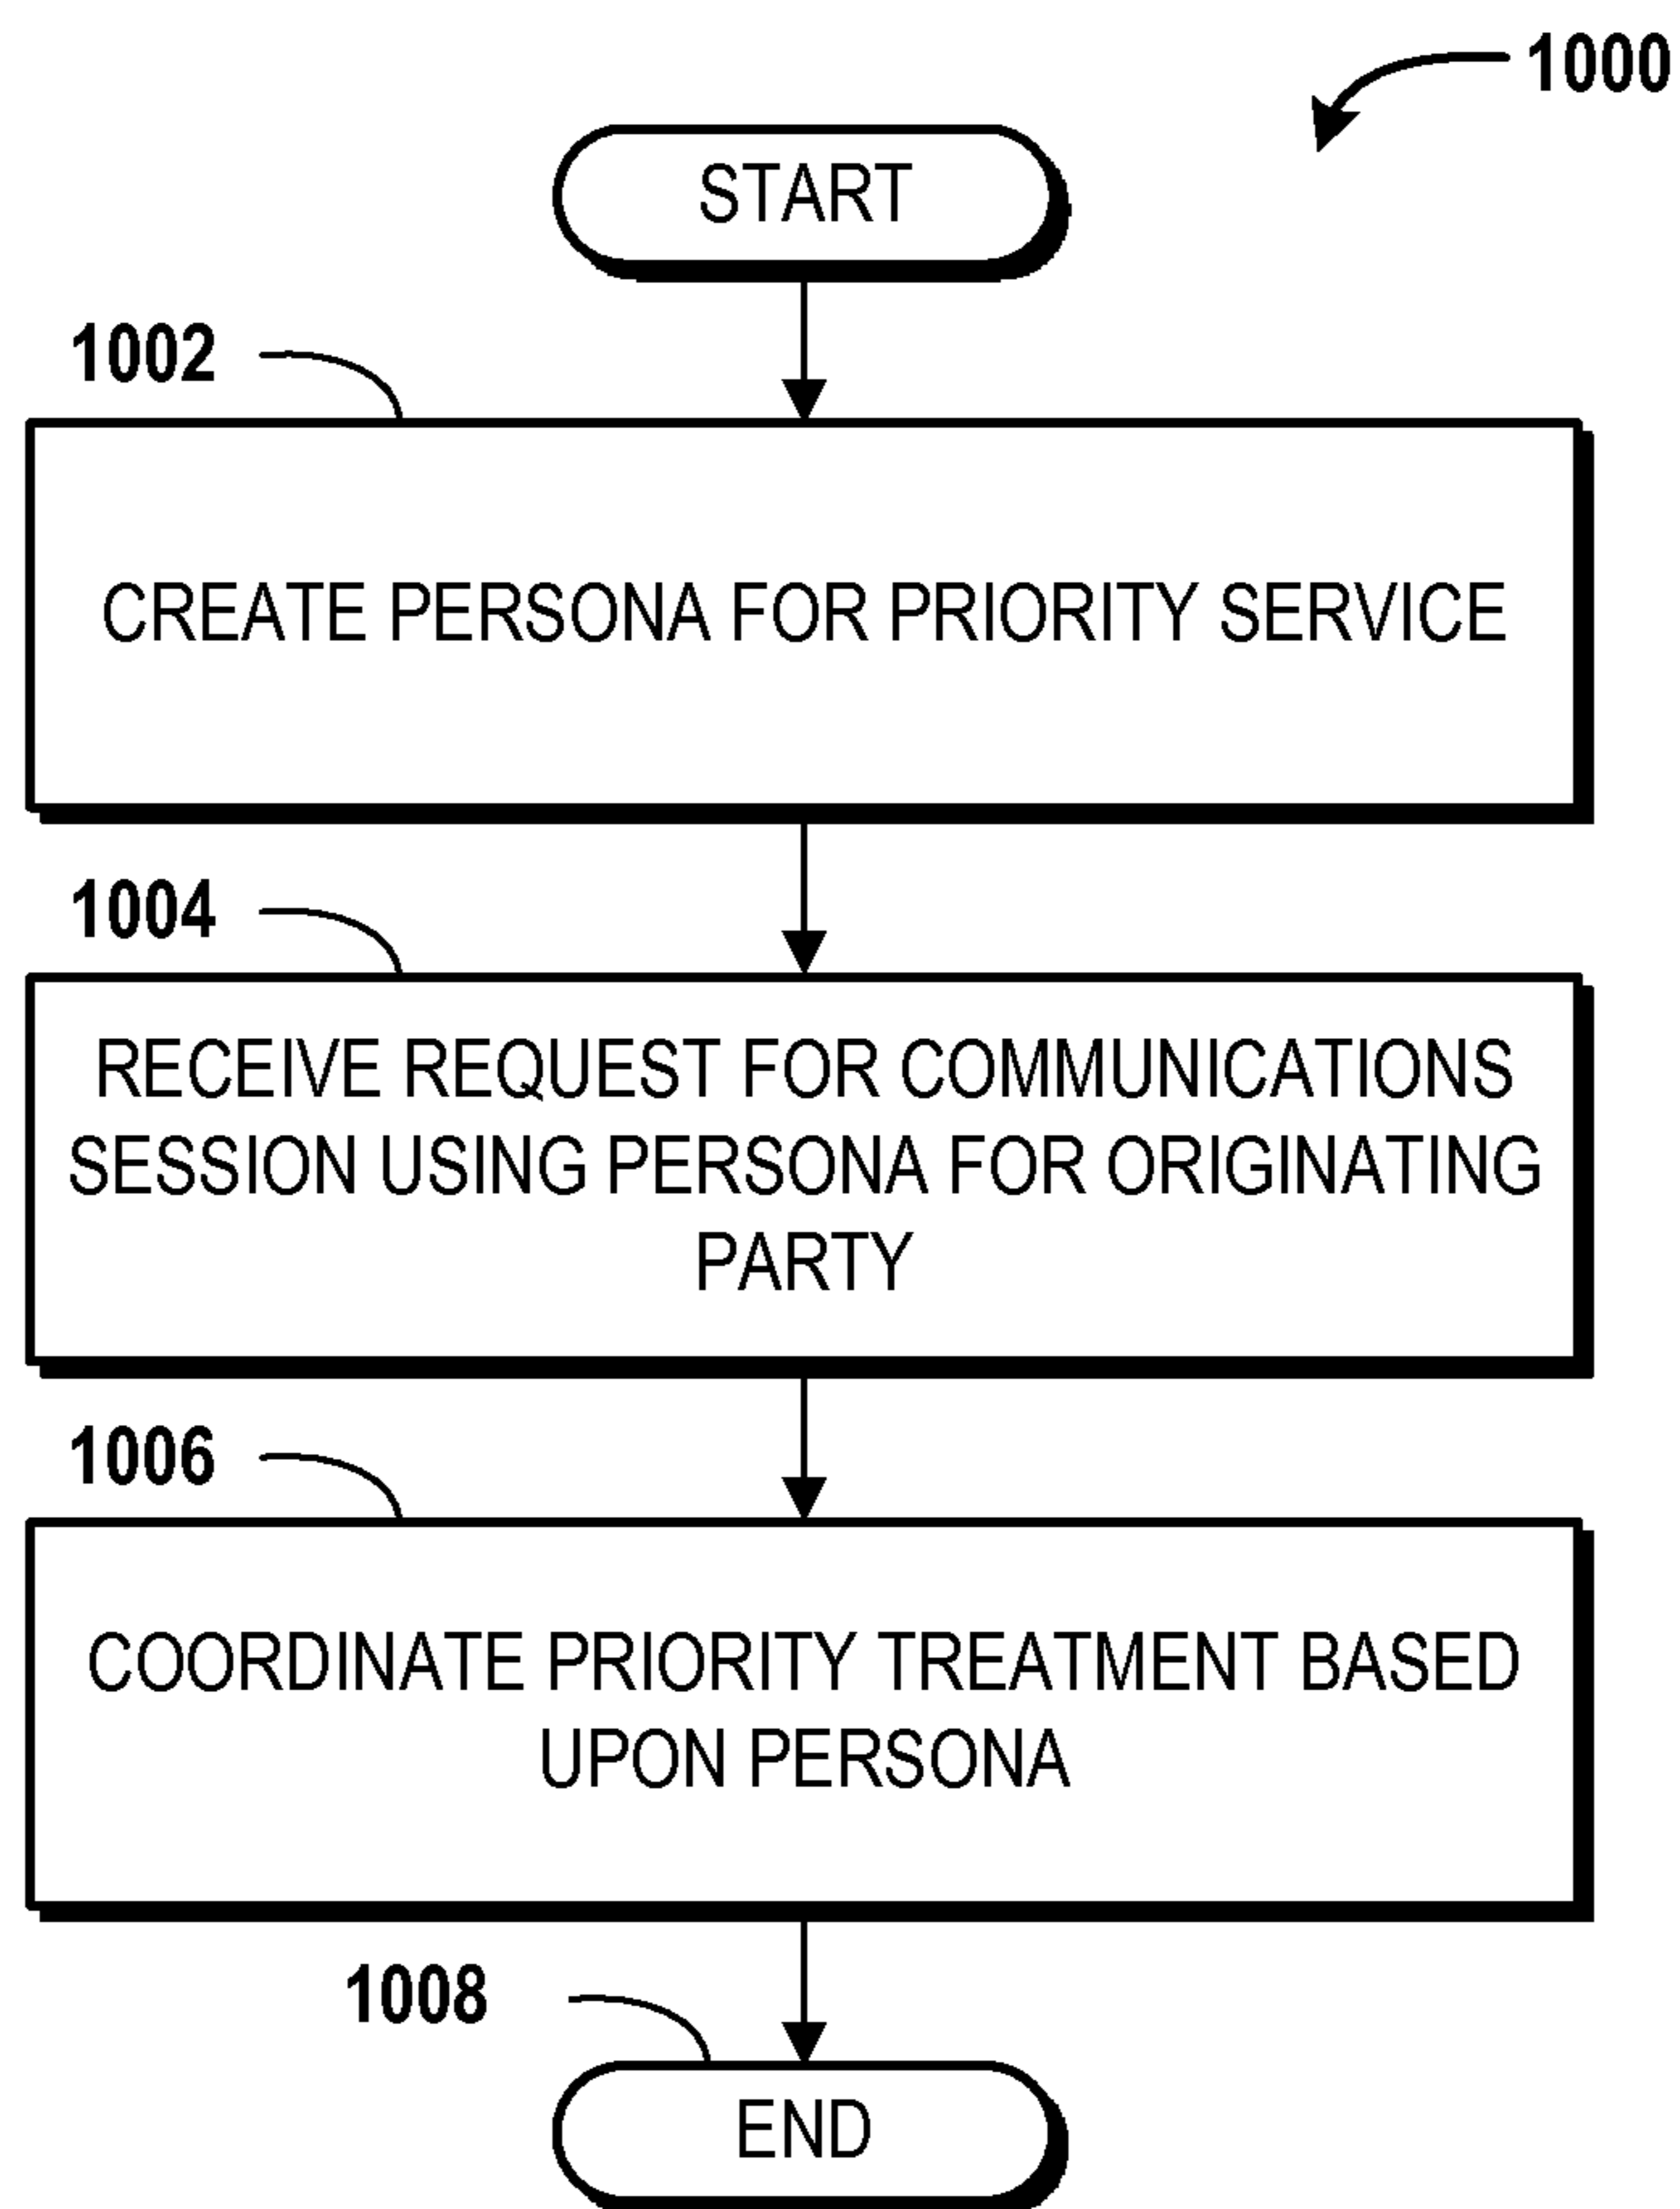 1000
START
1002
CREATE PERSONA FOR PRIORITY SERVICE
1004
RECEIVE REQUEST FOR COMMUNICATIONS
SESSION USING PERSONA FOR ORIGINATING
PARTY
1006
COORDINATE PRIORITY TREATMENT BASED
UPON PERSONA
1008
END